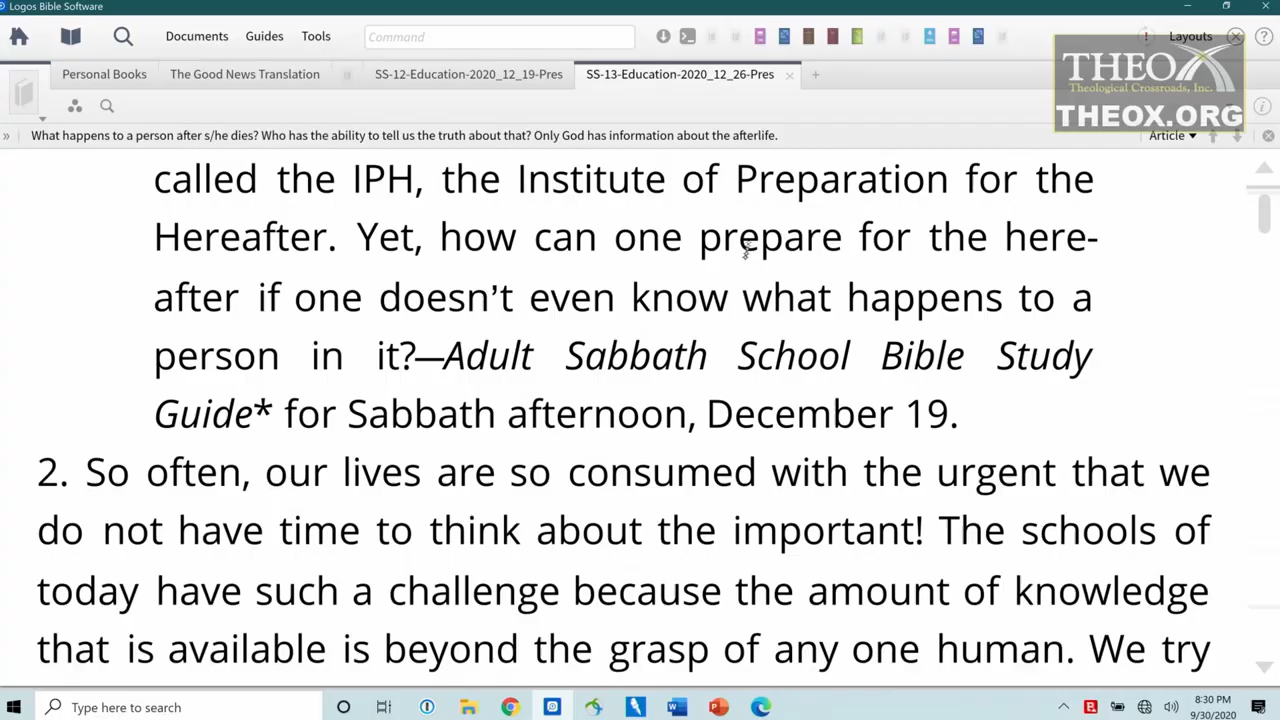 Logos Bible Software
Documents Guides Tools Command Layouts
THEOX
Theological Crossroads, Inc.
THEOX.ORG
Personal Books The Good News Translation SS-12-Education-2020_12_19-Pres SS-13-Education-2020_12_26-Pres
What happens to a person after s/he dies? Who has the ability to tell us the truth about that? Only God has information about the afterlife. Article
called the IPH, the Institute of Preparation for the
Hereafter. Yet, how can one prepare for the here-
after if one doesn’t even know what happens to a
person in it?—Adult Sabbath School Bible Study
Guide* for Sabbath afternoon, December 19.
2. So often, our lives are so consumed with the urgent that we
do not have time to think about the important! The schools of
today have such a challenge because the amount of knowledge
that is available is beyond the grasp of any one human. We try
Type here to search
8:30 PM
9/30/2020